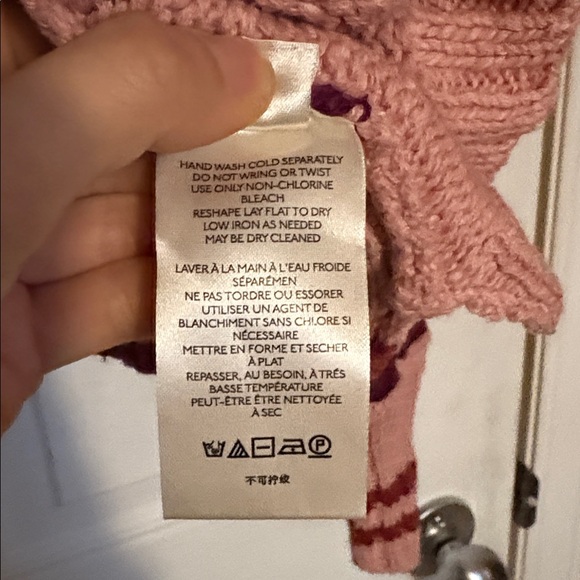 HAND WASH COLD SEPARATELY
DO NOT WRING OR TWIST
USE ONLY NON-CHLORINE
BLEACH
RESHAPE LAY FLAT TO DRY
LOW IRON AS NEEDED
MAY BE DRY CLEANED
LAVER À LA MAIN À L'EAU FROIDE
SÉPARÉMEN
NE PAS TORDRE OU ESSORER
UTILISER UN AGENT DE
BLANCHIMENT SANS CHLORE SI
NÉCESSAIRE
METTRE EN FORME ET SECHER
À PLAT
REPASSER, AU BESOIN, À TRÉS
BASSE TEMPÉRATURE
PEUT-ÊTRE ÊTRE NETTOYÉE
À SEC
P
不可拧绞